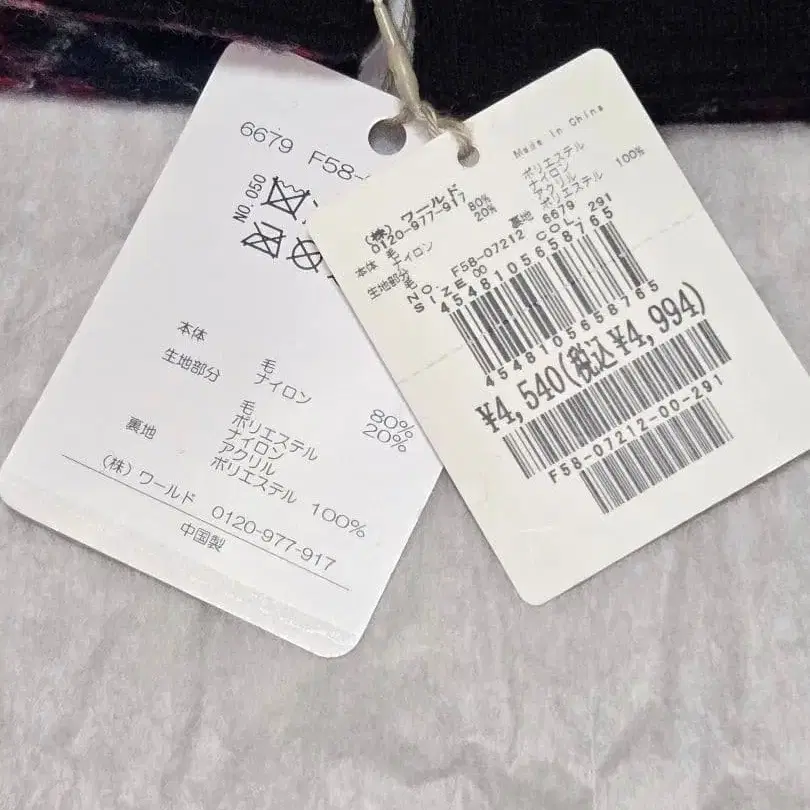 6679 F58-
NO.050
本体 毛 80%
ナイロン 20%
生地部分 毛
ポリエステル
ナイロン
アクリル
裏地 ポリエステル 100%
(株) ワールド 0120-977-917
中国製
Made in China
(株) ワールド
0120-977-917
本体 毛 80%
ナイロン 20%
生地部分
毛
ポリエステル
ナイロン
アクリル
裏地 ポリエステル 100%
6679
NO. F58-07212 COL. 291
SIZE 00
4548105658765
4548105658765
¥4,540(税込¥4,994)
F58-07212-00-291